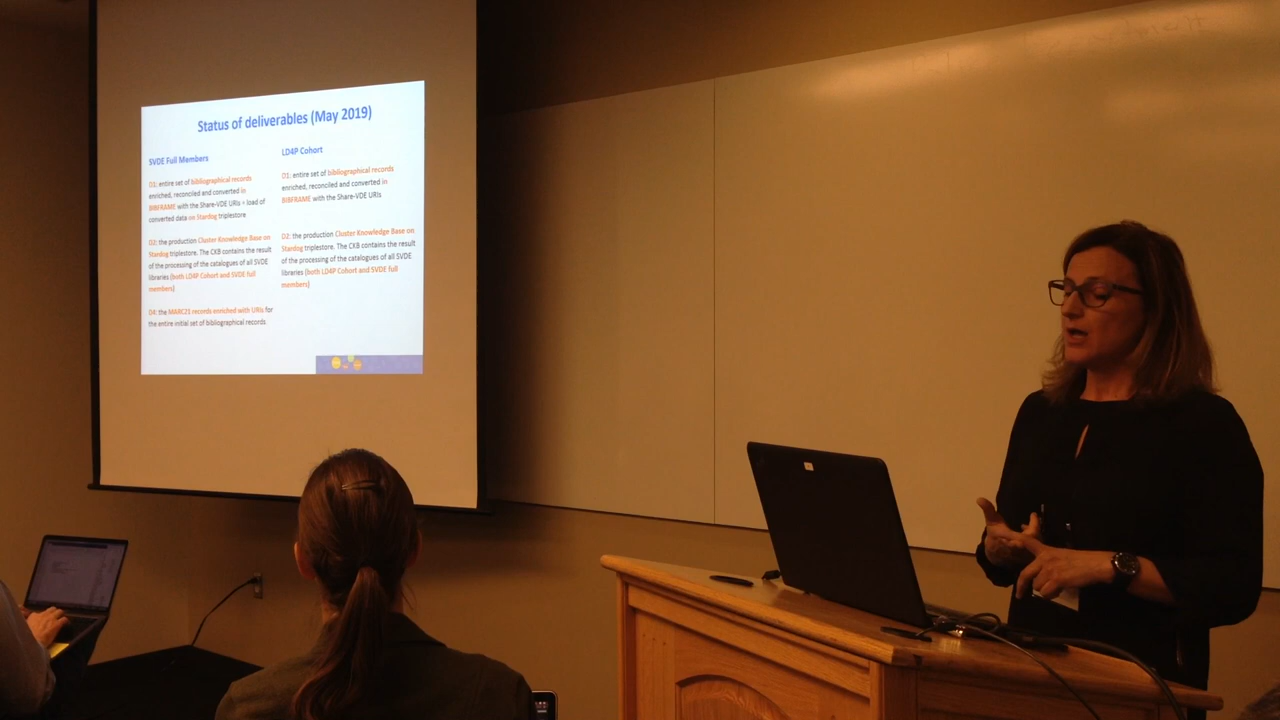 Status of deliverables (May 2019)
SVDE Full Members
D1: entire set of bibliographical records
enriched, reconciled and converted in
BIBFRAME with the Share-VDE URIs + load of
converted data on Stardog triplestore
D2: the production Cluster Knowledge Base on
Stardog triplestore. The CKB contains the result
of the processing of the catalogues of all SVDE
libraries (both LD4P Cohort and SVDE full
members)
D4: the MARC21 records enriched with URIs for
the entire initial set of bibliographical records
LD4P Cohort
D1: entire set of bibliographical records
enriched, reconciled and converted in
BIBFRAME with the Share-VDE URIs
D2: the production Cluster Knowledge Base on
Stardog triplestore. The CKB contains the result
of the processing of the catalogues of all SVDE
libraries (both LD4P Cohort and SVDE full
members)